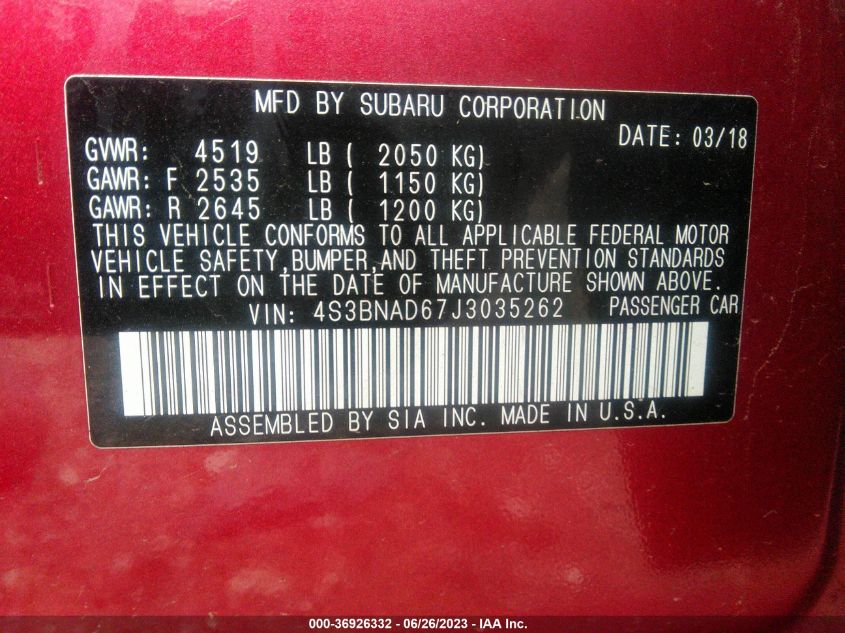 MFD BY SUBARU CORPORATION
DATE: 03/18
GVWR: 4519 LB ( 2050 KG)
GAWR: F 2535 LB ( 1150 KG)
GAWR: R 2645 LB ( 1200 KG)
THIS VEHICLE CONFORMS TO ALL APPLICABLE FEDERAL MOTOR
VEHICLE SAFETY,BUMPER,AND THEFT PREVENTION STANDARDS
IN EFFECT ON THE DATE OF MANUFACTURE SHOWN ABOVE.
VIN: 4S3BNAD67J3035262 PASSENGER CAR
ASSEMBLED BY SIA INC. MADE IN U.S.A.
000-36926332 - 06/26/2023 - IAA Inc.